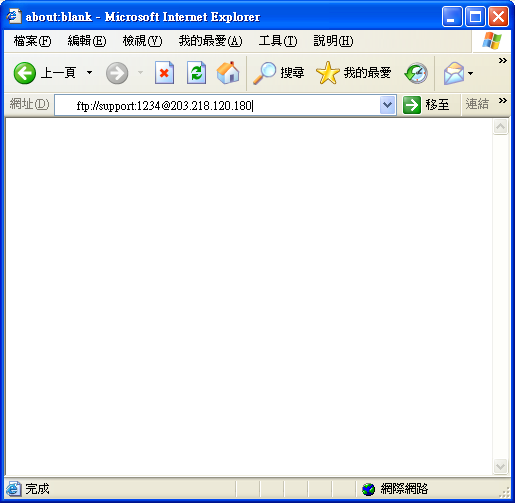 about:blank - Microsoft Internet Explorer
檔案(F) 編輯(E) 檢視(V) 我的最愛(A) 工具(T) 說明(H)
上一頁 搜尋 我的最愛 »
網址(D) ftp://support:1234@203.218.120.180 移至 連結 »
完成 網際網路